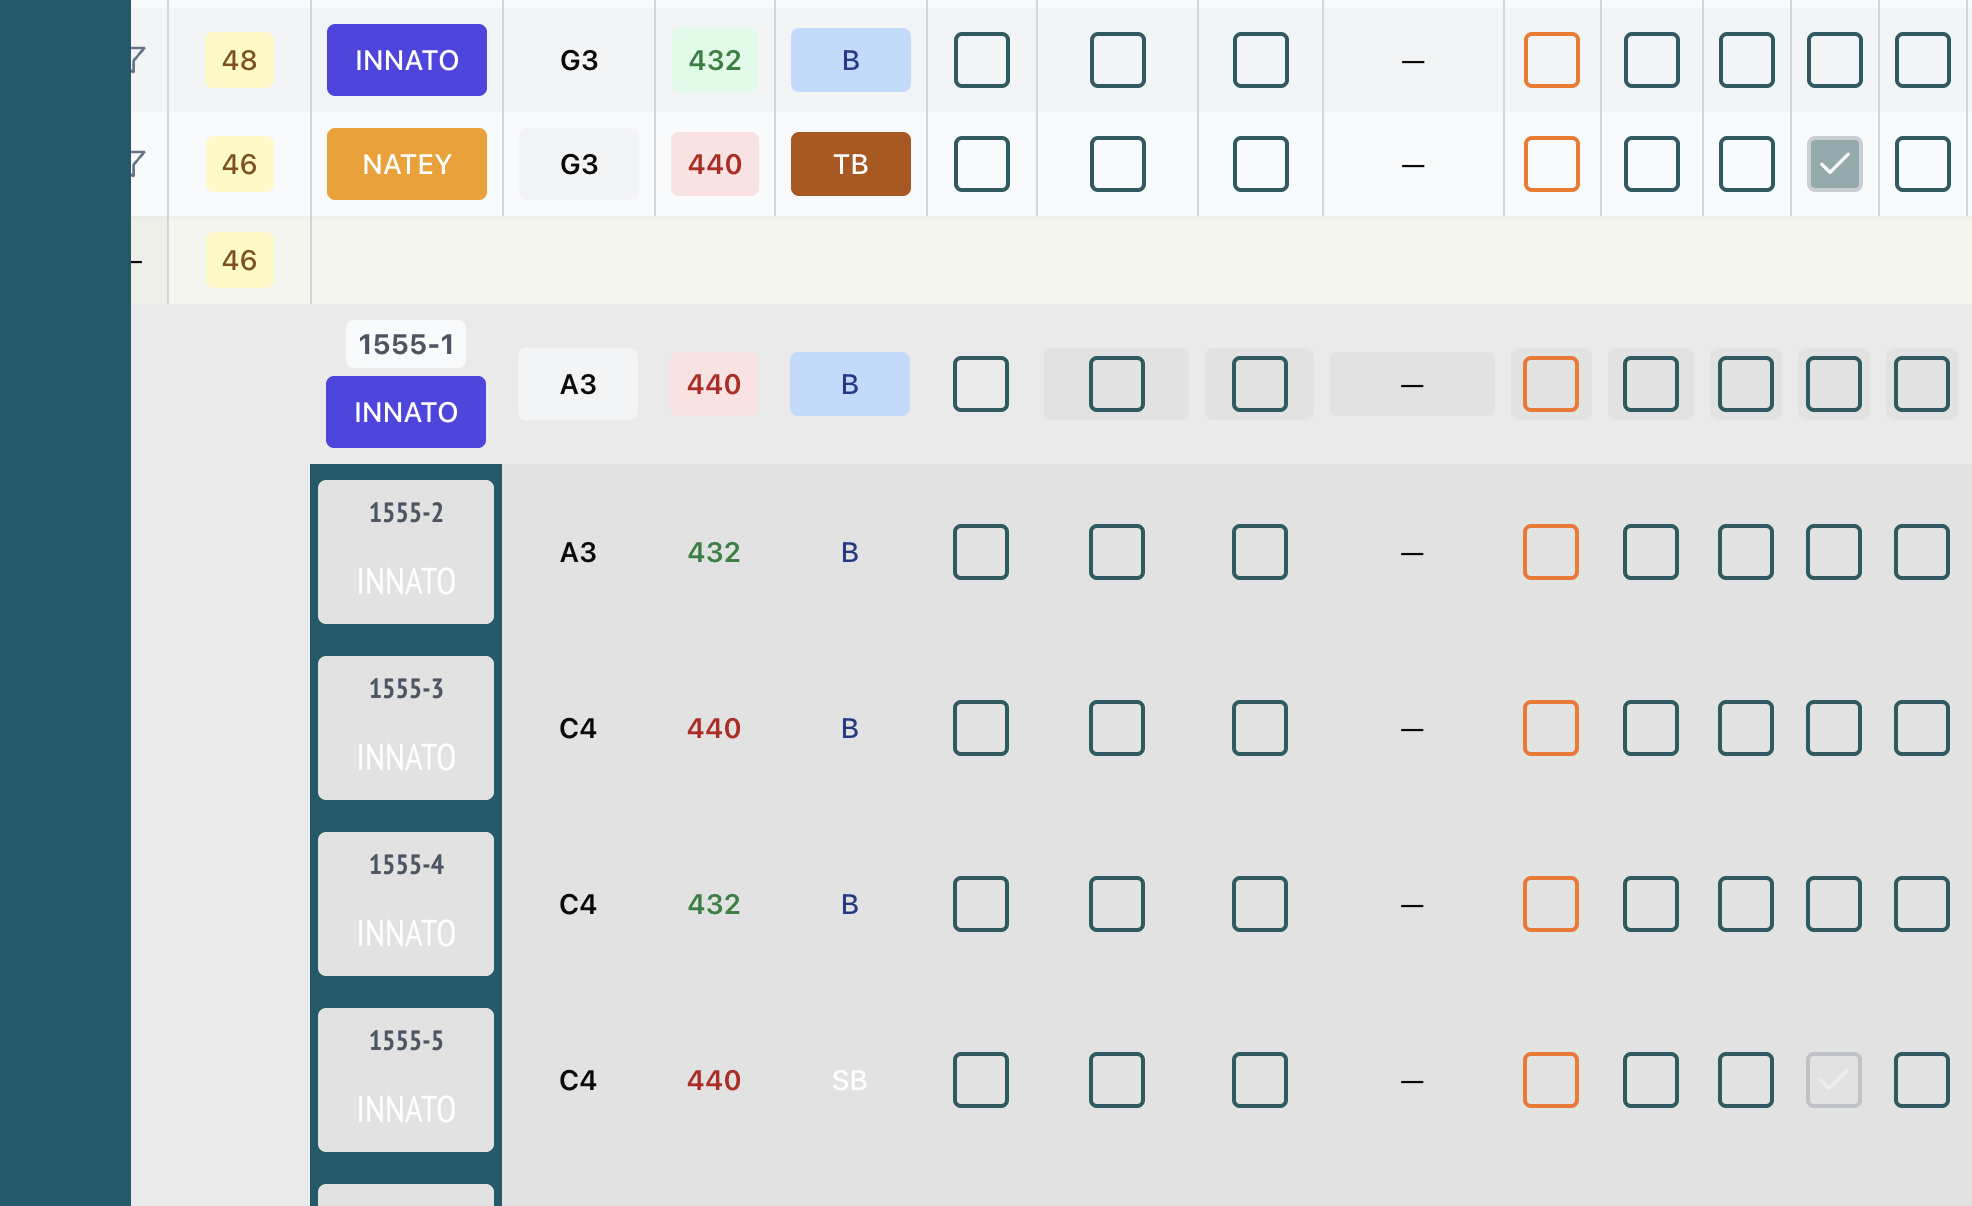 48 INNATO G3 432 B —
46 NATEY G3 440 TB —
46
1555-1
INNATO A3 440 B —
1555-2
INNATO A3 432 B —
1555-3
INNATO C4 440 B —
1555-4
INNATO C4 432 B —
1555-5
INNATO C4 440 SB —